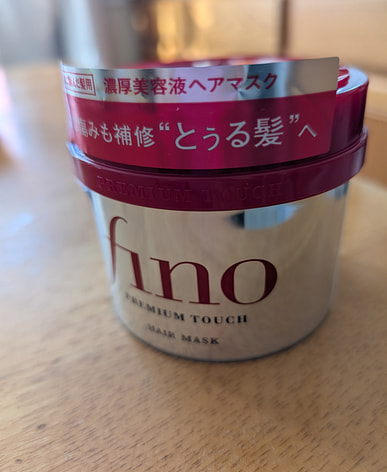 濃厚美容液ヘアマスク
みも補修“とぅる髪”へ
PREMIUM TOUCH
fino
PREMIUM TOUCH
HAIR MASK